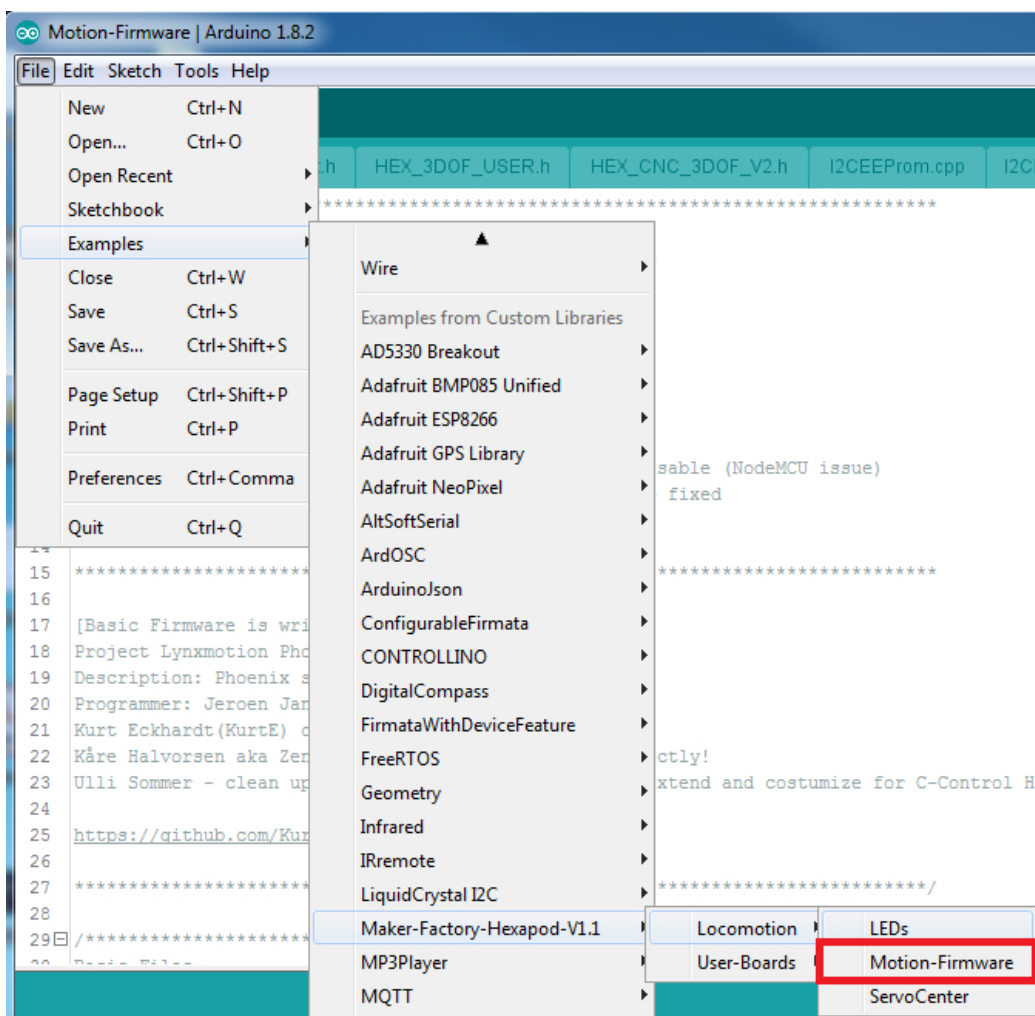 Motion-Firmware | Arduino 1.8.2
File Edit Sketch Tools Help
New Ctrl+N
Open... Ctrl+O
Open Recent
Sketchbook
Examples
Close Ctrl+W
Save Ctrl+S
Save As... Ctrl+Shift+S
Page Setup Ctrl+Shift+P
Print Ctrl+P
Preferences Ctrl+Comma
Quit Ctrl+Q
.h HEX_3DOF_USER.h HEX_CNC_3DOF_V2.h I2CEEProm.cpp I2C
*****************************************************
Wire
Examples from Custom Libraries
AD5330 Breakout
Adafruit BMP085 Unified
Adafruit ESP8266
Adafruit GPS Library
Adafruit NeoPixel
AltSoftSerial
ArdOSC
ArduinoJson
ConfigurableFirmata
CONTROLLINO
DigitalCompass
FirmataWithDeviceFeature
FreeRTOS
Geometry
Infrared
IRremote
LiquidCrystal I2C
Maker-Factory-Hexapod-V1.1
MP3Player
MQTT
Locomotion
User-Boards
LEDs
Motion-Firmware
ServoCenter
sable (NodeMCU issue)
fixed
14
15 ******************** ************************
16
17 [Basic Firmware is wri
18 Project Lynxmotion Pho
19 Description: Phoenix s
20 Programmer: Jeroen Jan
21 Kurt Eckhardt(KurtE) c
22 Kåre Halvorsen aka Zen ctly!
23 Ulli Sommer - clean up xtend and costumize for C-Control H
24
25 https://github.com/Kur
26
27 ******************** ***********************/
28
29 /*******************
30 Basic Files